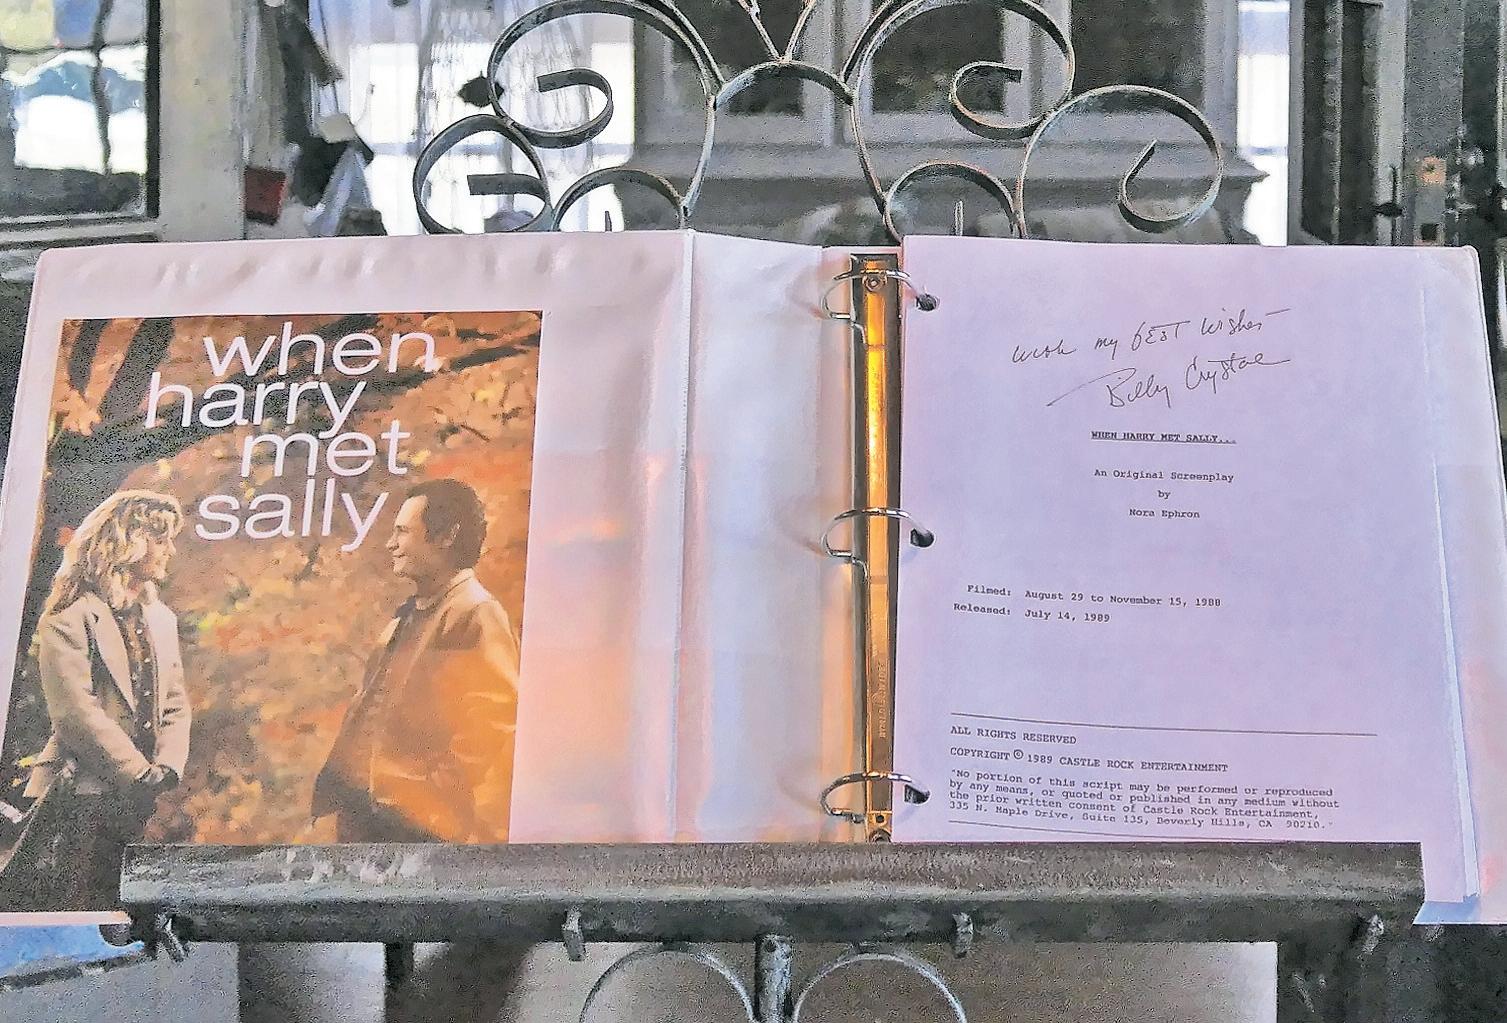 when
harry
met
sally
with my BEST wishes
Billy Crystal
WHEN HARRY MET SALLY...
An Original Screenplay
by
Nora Ephron
Filmed: August 29 to November 15, 1988
Released: July 14, 1989
ALL RIGHTS RESERVED
COPYRIGHT © 1989 CASTLE ROCK ENTERTAINMENT
"No portion of this script may be performed or reproduced
by any means, or quoted or published in any medium without
the prior written consent of Castle Rock Entertainment,
335 N. Maple Drive, Suite 135, Beverly Hills, CA 90210."